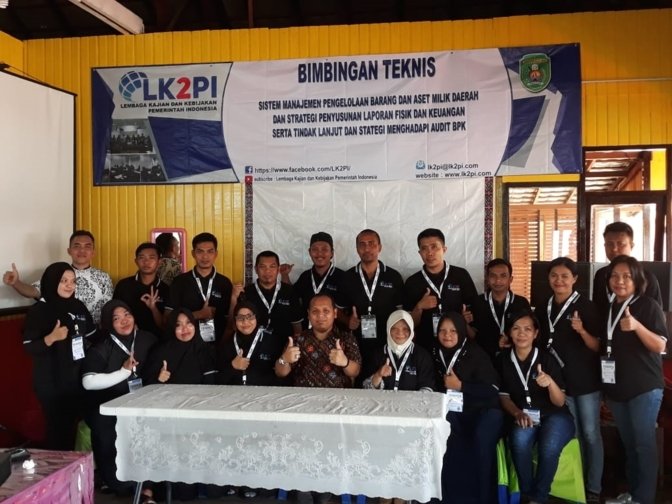 LK2PI
LEMBAGA KAJIAN DAN KEBIJAKAN
PEMERINTAH INDONESIA
BIMBINGAN TEKNIS
SISTEM MANAJEMEN PENGELOLAAN BARANG DAN ASET MILIK DAERAH
DAN STRATEGI PENYUSUNAN LAPORAN FISIK DAN KEUANGAN
SERTA TINDAK LANJUT DAN STATEGI MENGHADAPI AUDIT BPK
https://www.facebook.com/LK2PI/
subscribe : Lembaga Kajian dan Kebijakan Pemerintah Indonesia
lk2pi@lk2pi.com
website : www.lk2pi.com